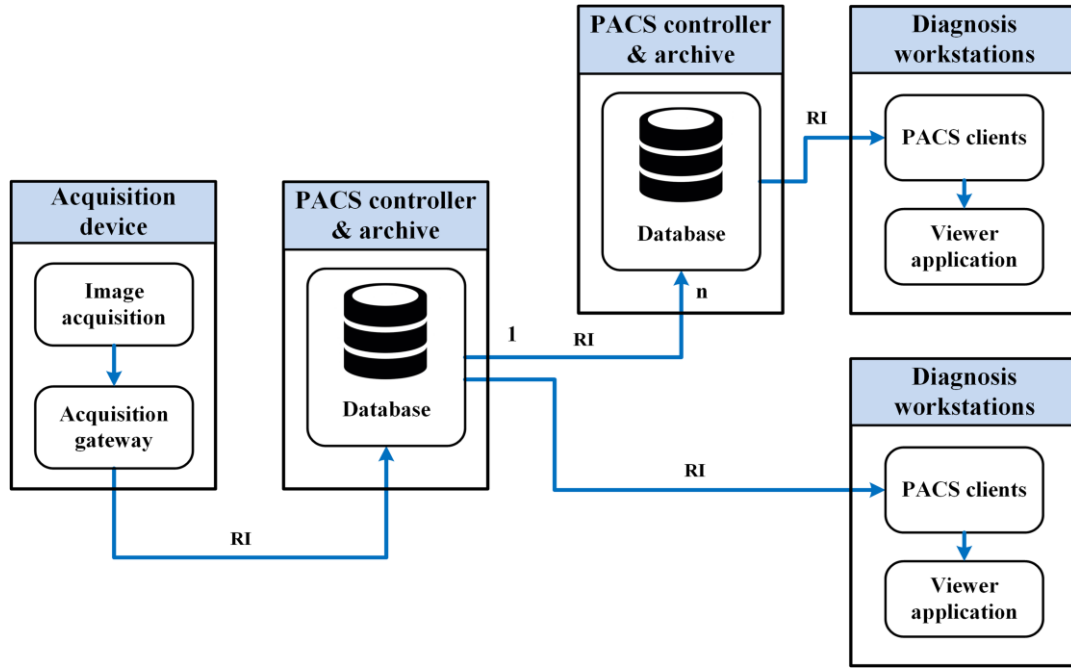 Acquisition
device
Image
acquisition
Acquisition
gateway
RI
PACS controller
& archive
Database
1
RI
n
RI
PACS controller
& archive
Database
RI
Diagnosis
workstations
PACS clients
Viewer
application
Diagnosis
workstations
PACS clients
Viewer
application